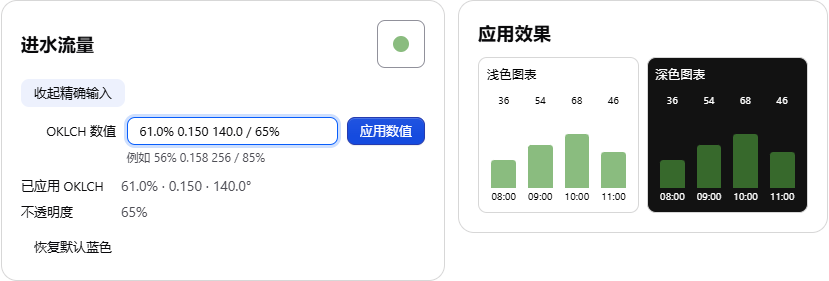 进水流量
收起精确输入
OKLCH 数值 61.0% 0.150 140.0 / 65% 应用数值
例如 56% 0.158 256 / 85%
已应用 OKLCH 61.0% · 0.150 · 140.0°
不透明度 65%
恢复默认蓝色
应用效果
浅色图表
36 54 68 46
08:00 09:00 10:00 11:00
深色图表
36 54 68 46
08:00 09:00 10:00 11:00